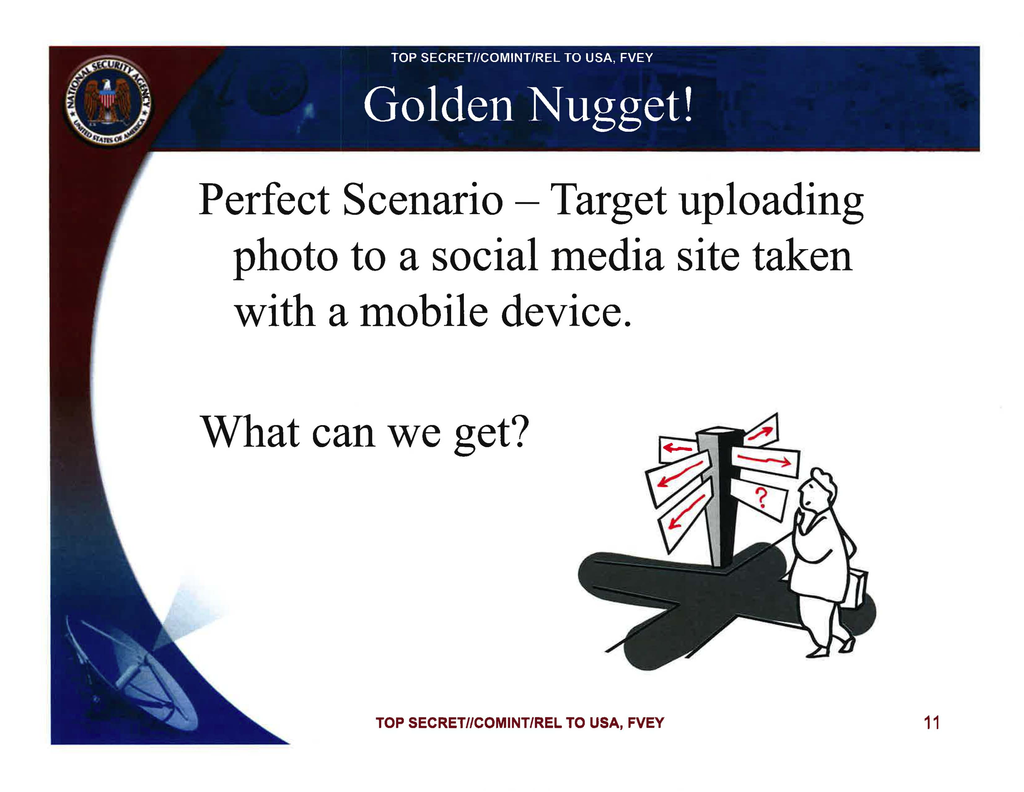 TOP SECRET//COMINT/REL TO USA, FVEY
NATIONAL SECURITY AGENCY
UNITED STATES OF AMERICA
Golden Nugget!
Perfect Scenario – Target uploading
photo to a social media site taken
with a mobile device.
What can we get?
?
TOP SECRET//COMINT/REL TO USA, FVEY
11